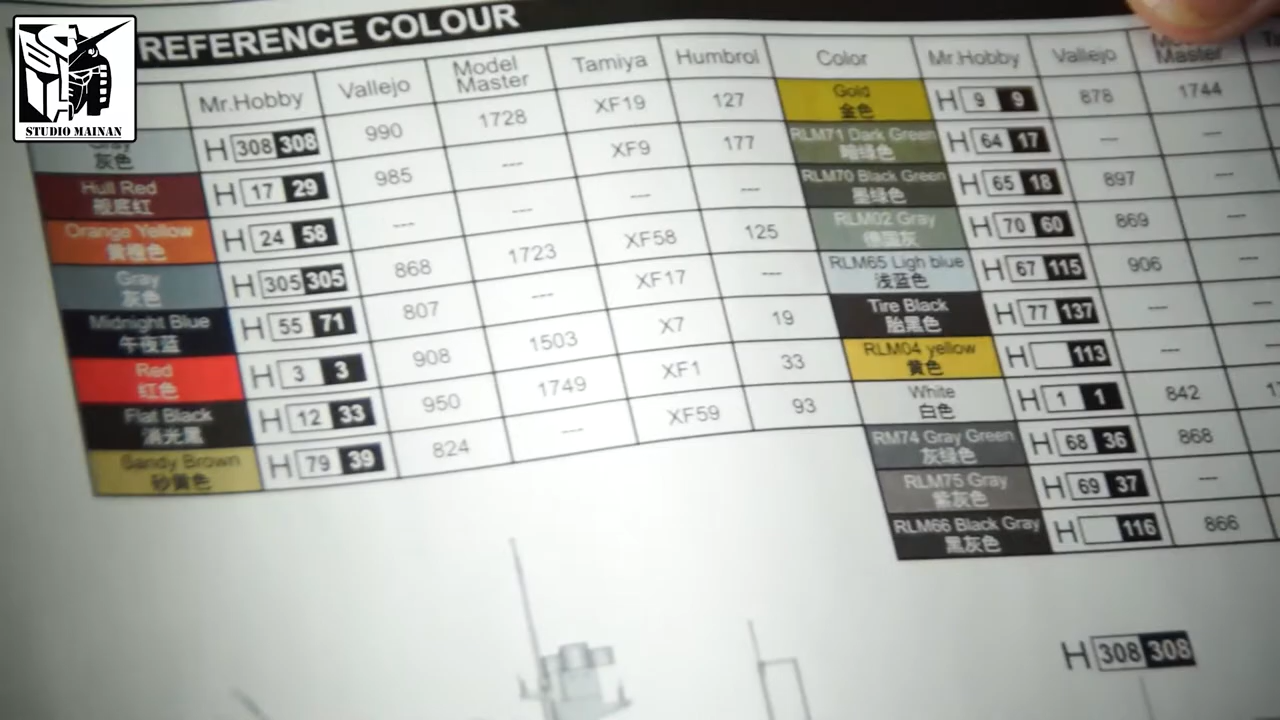 STUDIO MAINAN
REFERENCE COLOUR
Mr.Hobby Vallejo Model Master Tamiya Humbrol
Gray 灰色 H 308 308 990 1728 XF19 127
Hull Red 舰底红 H 17 29 985 --- XF9 177
Orange Yellow 黄橙色 H 24 58 --- --- --- ---
Gray 灰色 H 305 305 868 1723 XF58 125
Midnight Blue 午夜蓝 H 55 71 807 --- XF17 ---
Red 红色 H 3 3 908 1503 X7 19
Flat Black 消光黑 H 12 33 950 1749 XF1 33
Sandy Brown 砂黄色 H 79 39 824 --- XF59 93
Color Mr.Hobby Vallejo Master
Gold 金色 H 9 9 878 1744
RLM71 Dark Green 暗绿色 H 64 17 --- ---
RLM70 Black Green 墨绿色 H 65 18 897 ---
RLM02 Gray 德国灰 H 70 60 869 ---
RLM65 Ligh blue 浅蓝色 H 67 115 906 ---
Tire Black 胎黑色 H 77 137 --- ---
RLM04 yellow 黄色 H 113 --- ---
White 白色 H 1 1 842
RM74 Gray Green 灰绿色 H 68 36 868
RLM75 Gray 紫灰色 H 69 37 ---
RLM66 Black Gray 黑灰色 H 116 866
H 308 308